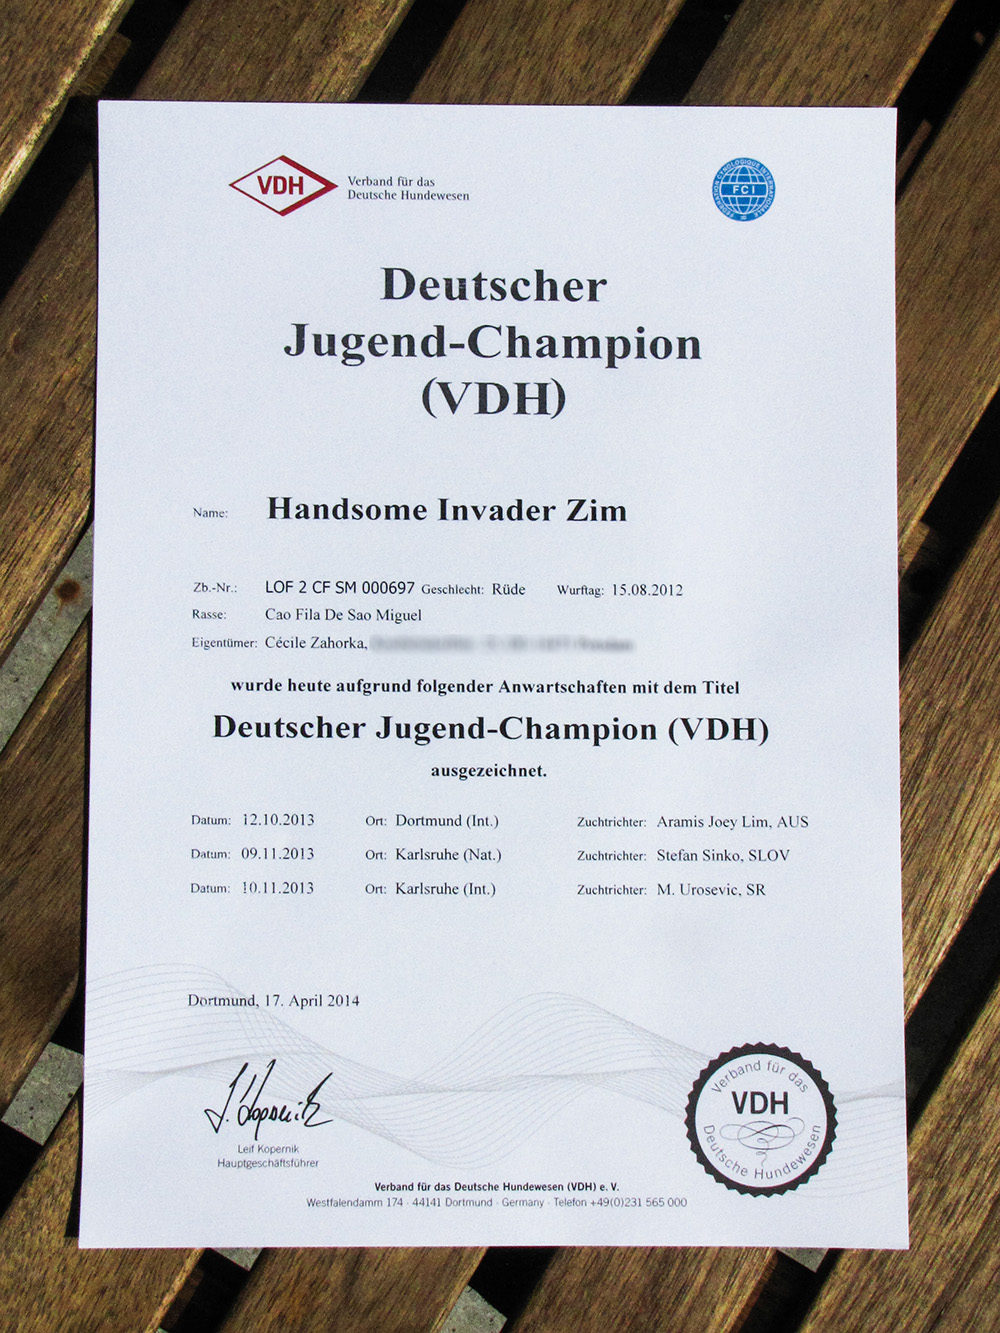 VDH
Verband für das
Deutsche Hundewesen
FEDERATION CYNOLOGIQUE INTERNATIONALE
FCI
Deutscher
Jugend-Champion
(VDH)
Name: Handsome Invader Zim
Zb.-Nr.: LOF 2 CF SM 000697 Geschlecht: Rüde Wurftag: 15.08.2012
Rasse: Cao Fila De Sao Miguel
Eigentümer: Cécile Zahorka,
wurde heute aufgrund folgender Anwartschaften mit dem Titel
Deutscher Jugend-Champion (VDH)
ausgezeichnet.
Datum: 12.10.2013 Ort: Dortmund (Int.) Zuchtrichter: Aramis Joey Lim, AUS
Datum: 09.11.2013 Ort: Karlsruhe (Nat.) Zuchtrichter: Stefan Sinko, SLOV
Datum: 10.11.2013 Ort: Karlsruhe (Int.) Zuchtrichter: M. Urosevic, SR
Dortmund, 17. April 2014
L. Kopernik
Leif Kopernik
Hauptgeschäftsführer
Verband für das
VDH
Deutsche Hundewesen
Verband für das Deutsche Hundewesen (VDH) e. V.
Westfalendamm 174 · 44141 Dortmund · Germany · Telefon +49(0)231 565 000